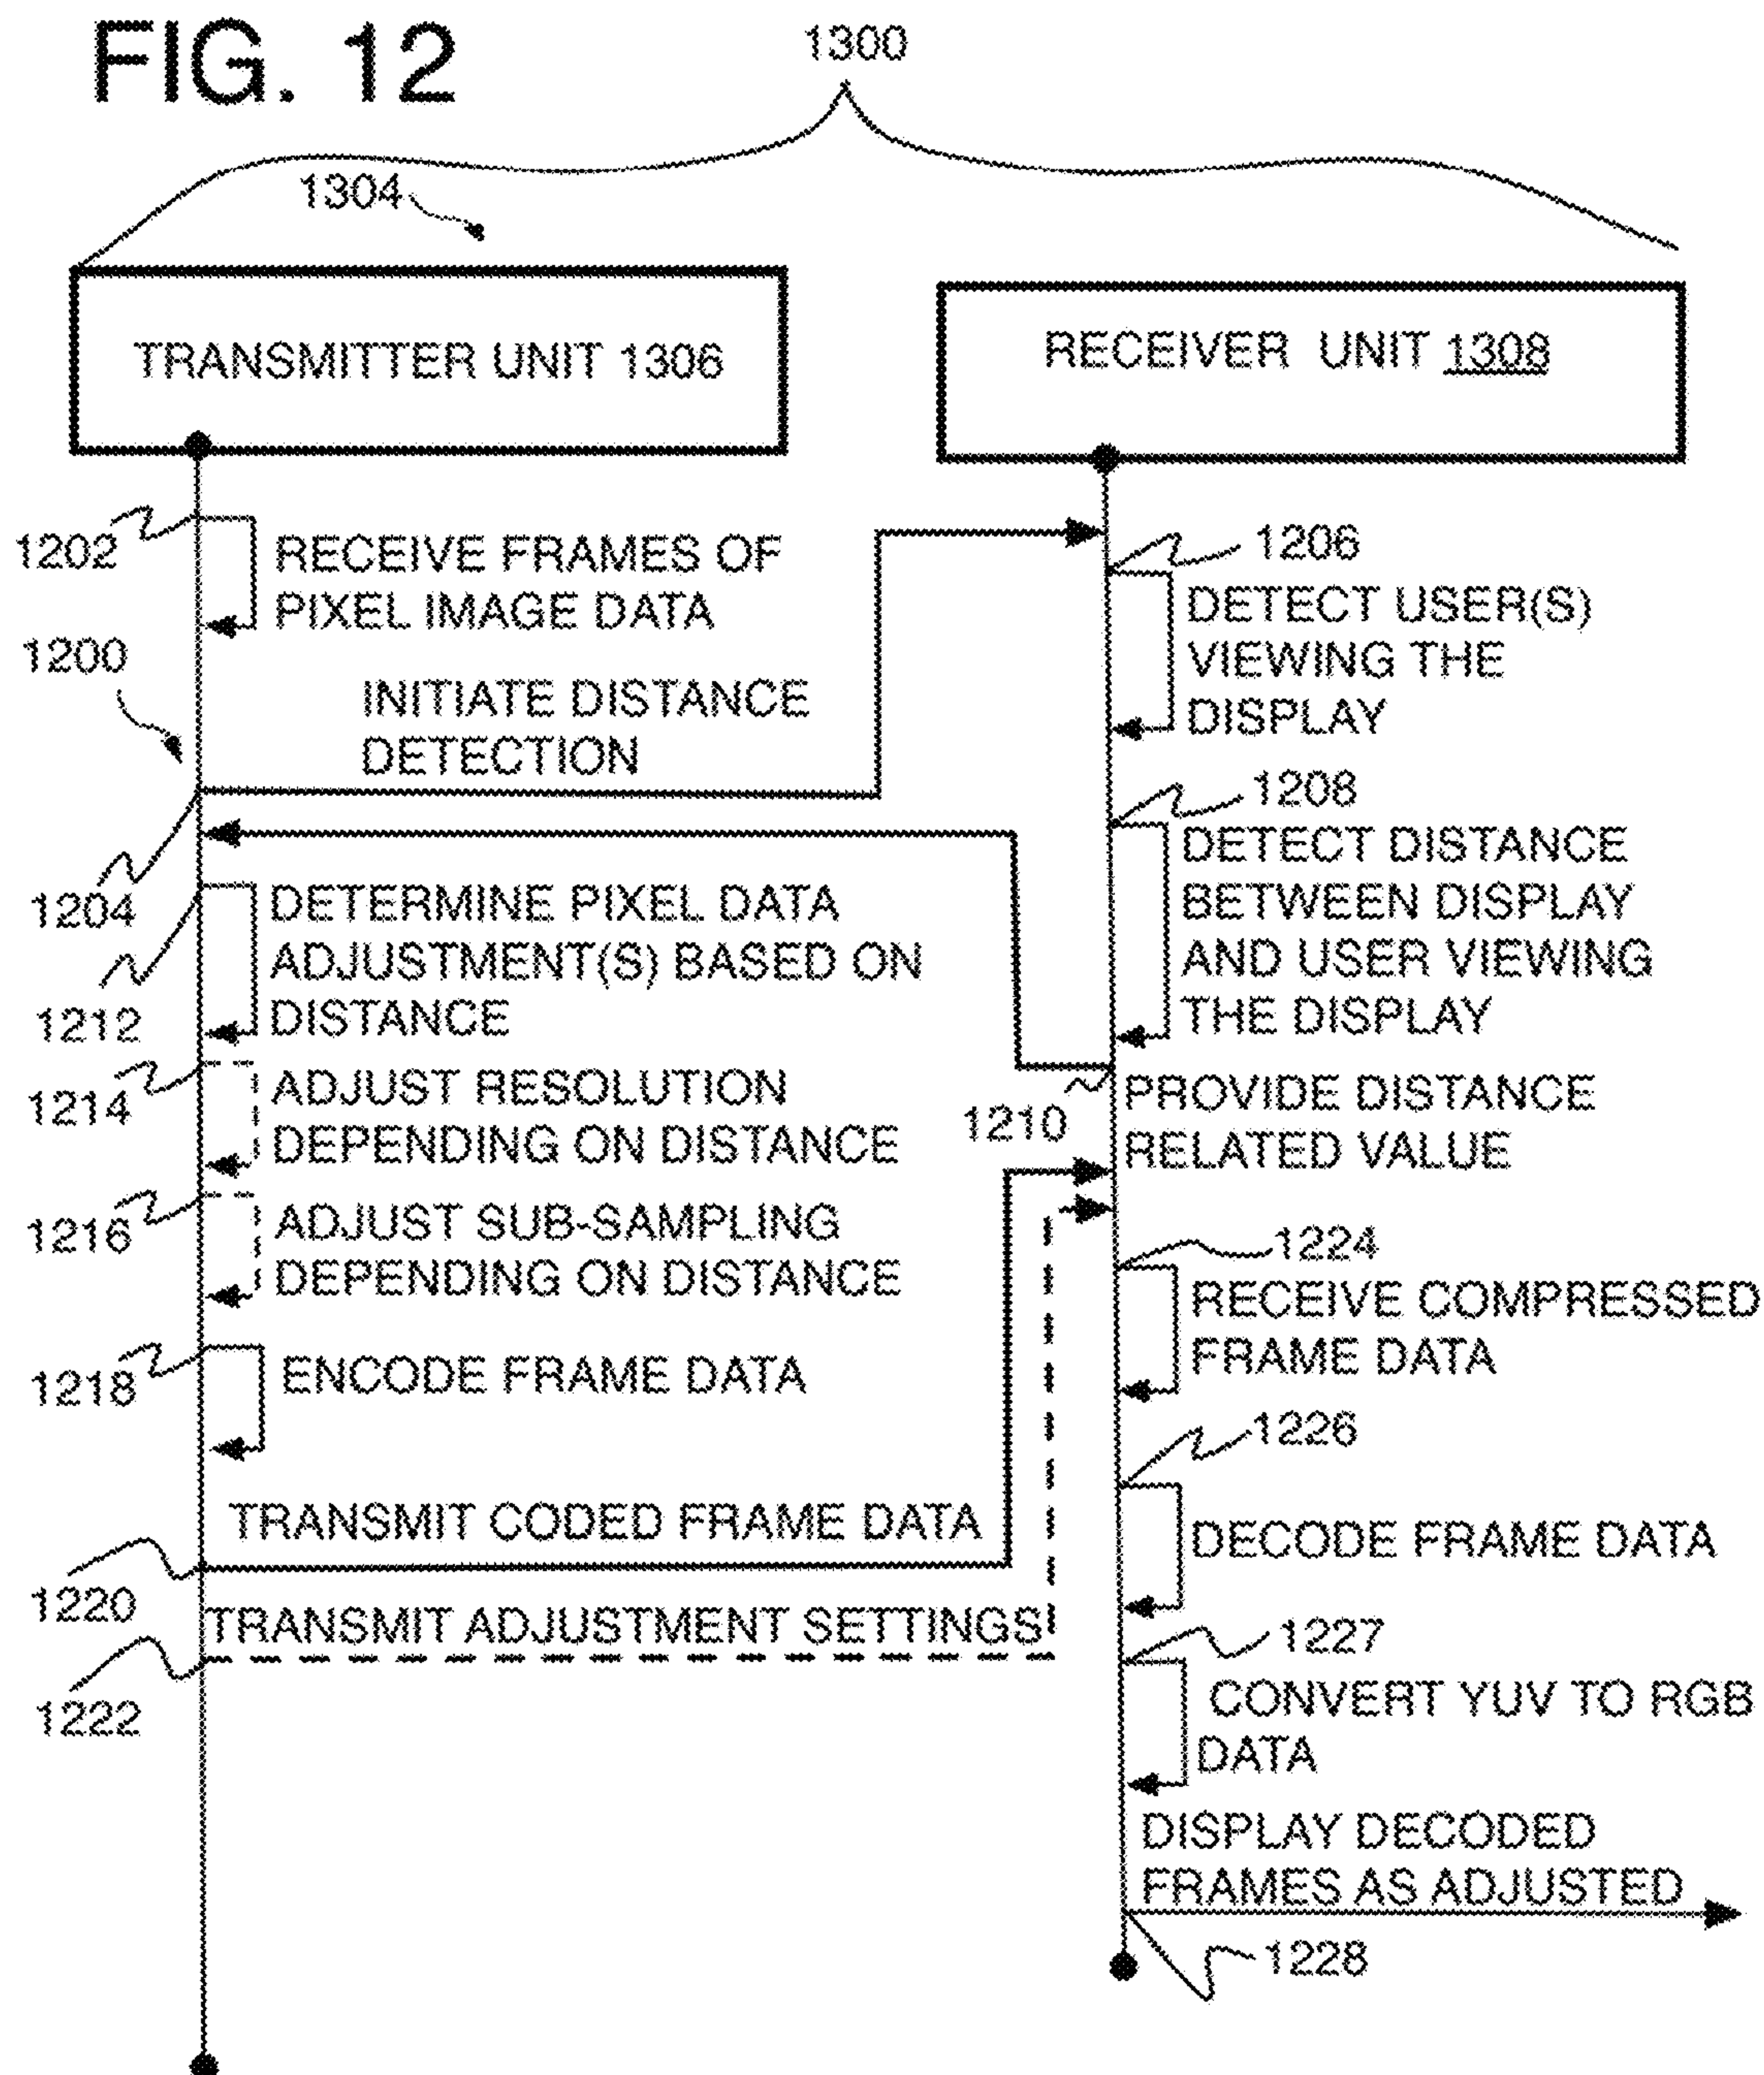 FIG. 12
1300
1304
TRANSMITTER UNIT 1306
RECEIVER UNIT 1308
1202
RECEIVE FRAMES OF
PIXEL IMAGE DATA
1200
INITIATE DISTANCE
DETECTION
1204
1206
DETECT USER(S)
VIEWING THE
DISPLAY
1208
DETECT DISTANCE
BETWEEN DISPLAY
AND USER VIEWING
THE DISPLAY
1212
DETERMINE PIXEL DATA
ADJUSTMENT(S) BASED ON
DISTANCE
1210
PROVIDE DISTANCE
RELATED VALUE
1214
ADJUST RESOLUTION
DEPENDING ON DISTANCE
1216
ADJUST SUB-SAMPLING
DEPENDING ON DISTANCE
1218
ENCODE FRAME DATA
TRANSMIT CODED FRAME DATA
1220
TRANSMIT ADJUSTMENT SETTINGS
1222
1224
RECEIVE COMPRESSED
FRAME DATA
1226
DECODE FRAME DATA
1227
CONVERT YUV TO RGB
DATA
DISPLAY DECODED
FRAMES AS ADJUSTED
1228